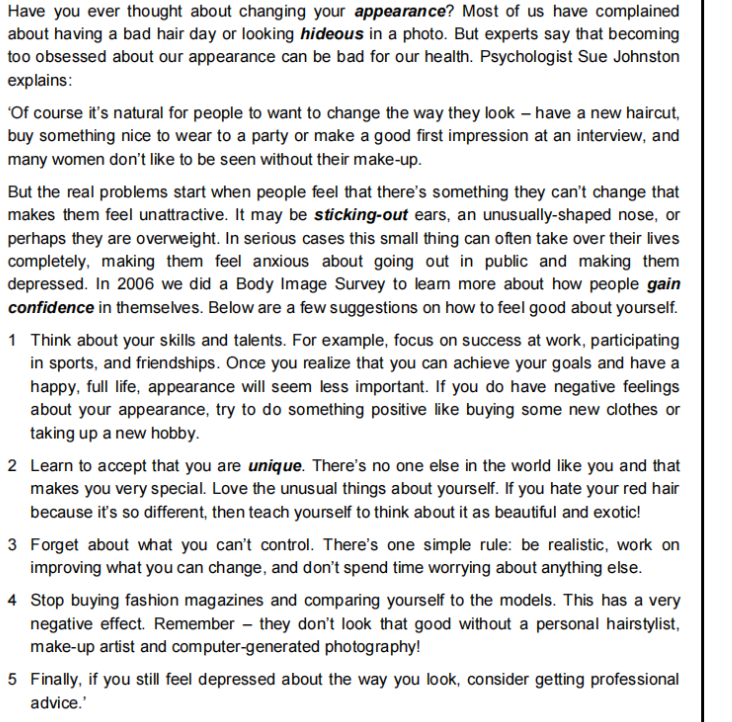 Have you ever thought about changing your appearance? Most of us have complained
about having a bad hair day or looking hideous in a photo. But experts say that becoming
too obsessed about our appearance can be bad for our health. Psychologist Sue Johnston
explains:
‘Of course it’s natural for people to want to change the way they look – have a new haircut,
buy something nice to wear to a party or make a good first impression at an interview, and
many women don’t like to be seen without their make-up.
But the real problems start when people feel that there’s something they can’t change that
makes them feel unattractive. It may be sticking-out ears, an unusually-shaped nose, or
perhaps they are overweight. In serious cases this small thing can often take over their lives
completely, making them feel anxious about going out in public and making them
depressed. In 2006 we did a Body Image Survey to learn more about how people gain
confidence in themselves. Below are a few suggestions on how to feel good about yourself.
1 Think about your skills and talents. For example, focus on success at work, participating
in sports, and friendships. Once you realize that you can achieve your goals and have a
happy, full life, appearance will seem less important. If you do have negative feelings
about your appearance, try to do something positive like buying some new clothes or
taking up a new hobby.
2 Learn to accept that you are unique. There’s no one else in the world like you and that
makes you very special. Love the unusual things about yourself. If you hate your red hair
because it’s so different, then teach yourself to think about it as beautiful and exotic!
3 Forget about what you can’t control. There’s one simple rule: be realistic, work on
improving what you can change, and don’t spend time worrying about anything else.
4 Stop buying fashion magazines and comparing yourself to the models. This has a very
negative effect. Remember – they don’t look that good without a personal hairstylist,
make-up artist and computer-generated photography!
5 Finally, if you still feel depressed about the way you look, consider getting professional
advice.’